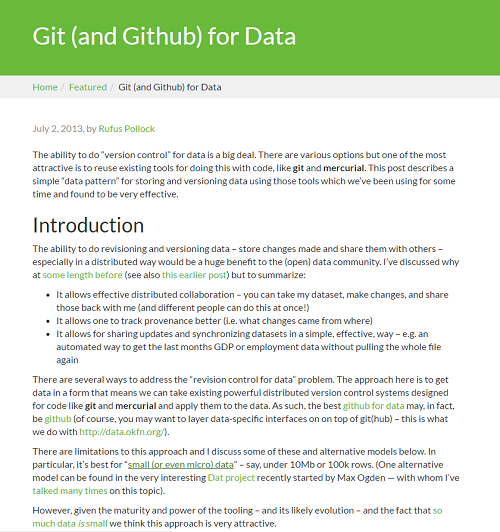 Git (and Github) for Data
Home / Featured / Git (and Github) for Data
July 2, 2013, by Rufus Pollock
The ability to do “version control” for data is a big deal. There are various options but one of the most
attractive is to reuse existing tools for doing this with code, like git and mercurial. This post describes a
simple “data pattern” for storing and versioning data using those tools which we’ve been using for some
time and found to be very effective.
Introduction
The ability to do revisioning and versioning data – store changes made and share them with others –
especially in a distributed way would be a huge benefit to the (open) data community. I’ve discussed why
at some length before (see also this earlier post) but to summarize:
• It allows effective distributed collaboration – you can take my dataset, make changes, and share
those back with me (and different people can do this at once!)
• It allows one to track provenance better (i.e. what changes came from where)
• It allows for sharing updates and synchronizing datasets in a simple, effective, way – e.g. an
automated way to get the last months GDP or employment data without pulling the whole file
again
There are several ways to address the “revision control for data” problem. The approach here is to get
data in a form that means we can take existing powerful distributed version control systems designed
for code like git and mercurial and apply them to the data. As such, the best github for data may, in fact,
be github (of course, you may want to layer data-specific interfaces on on top of git(hub) – this is what
we do with http://data.okfn.org/).
There are limitations to this approach and I discuss some of these and alternative models below. In
particular, it’s best for “small (or even micro) data” – say, under 10Mb or 100k rows. (One alternative
model can be found in the very interesting Dat project recently started by Max Ogden — with whom I’ve
talked many times on this topic).
However, given the maturity and power of the tooling – and its likely evolution – and the fact that so
much data is small we think this approach is very attractive.